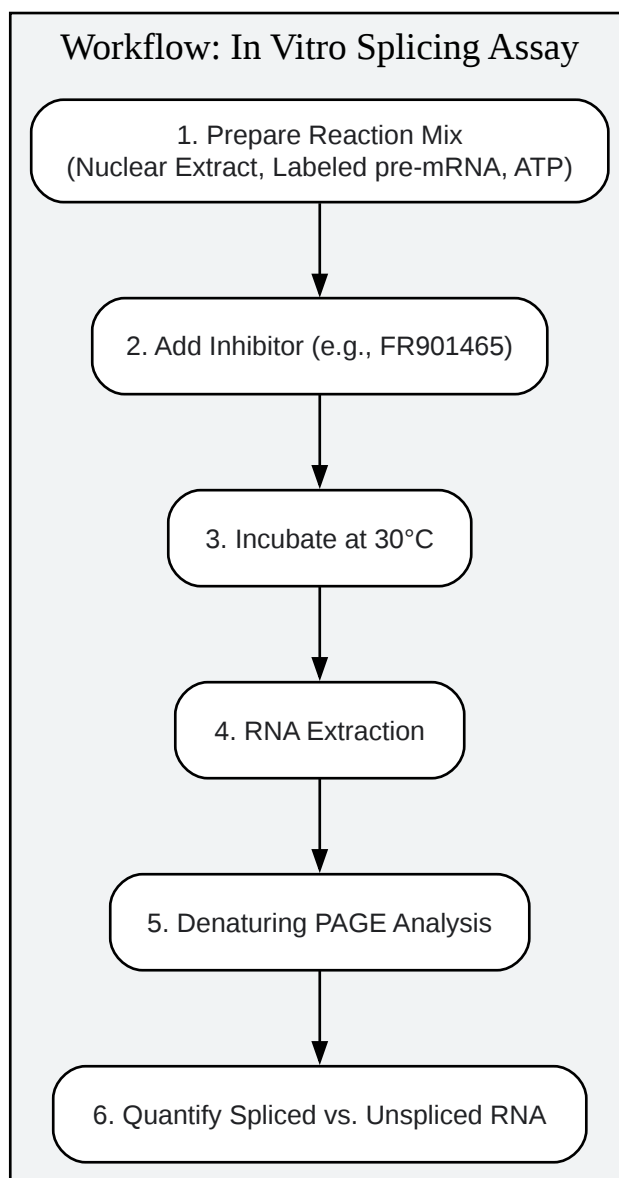 Workflow: In Vitro Splicing Assay
1. Prepare Reaction Mix
(Nuclear Extract, Labeled pre-mRNA, ATP)
2. Add Inhibitor (e.g., FR901465)
3. Incubate at 30°C
4. RNA Extraction
5. Denaturing PAGE Analysis
6. Quantify Spliced vs. Unspliced RNA